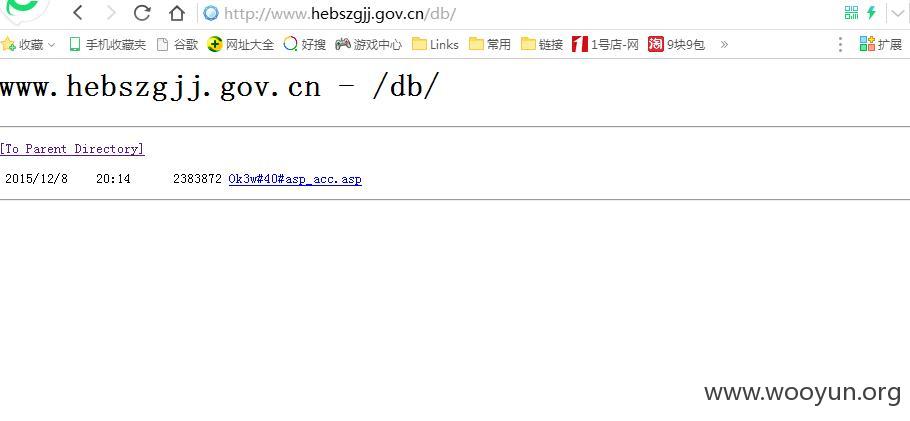 http://www.hebszgjj.gov.cn/db/
收藏 手机收藏夹 谷歌 网址大全 好搜 游戏中心 Links 常用 链接 1号店-网 9块9包 » 扩展
www.hebszgjj.gov.cn - /db/
[To Parent Directory]
2015/12/8 20:14 2383872 Ok3w#40#asp_acc.asp
www.wooyun.org